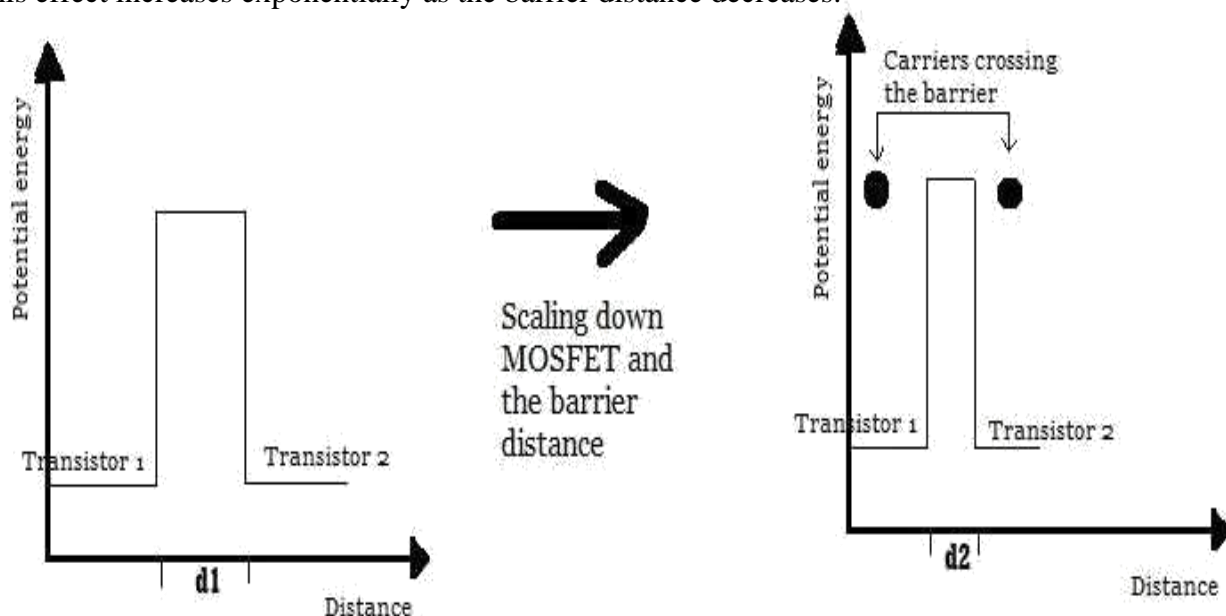 is effect increases exponentially as the barrier distance decreases.
Potential energy
Transistor 1
Transistor 2
d1
Distance
Scaling down
MOSFET and
the barrier
distance
Carriers crossing
the barrier
Potential energy
Transistor 1
Transistor 2
d2
Distance